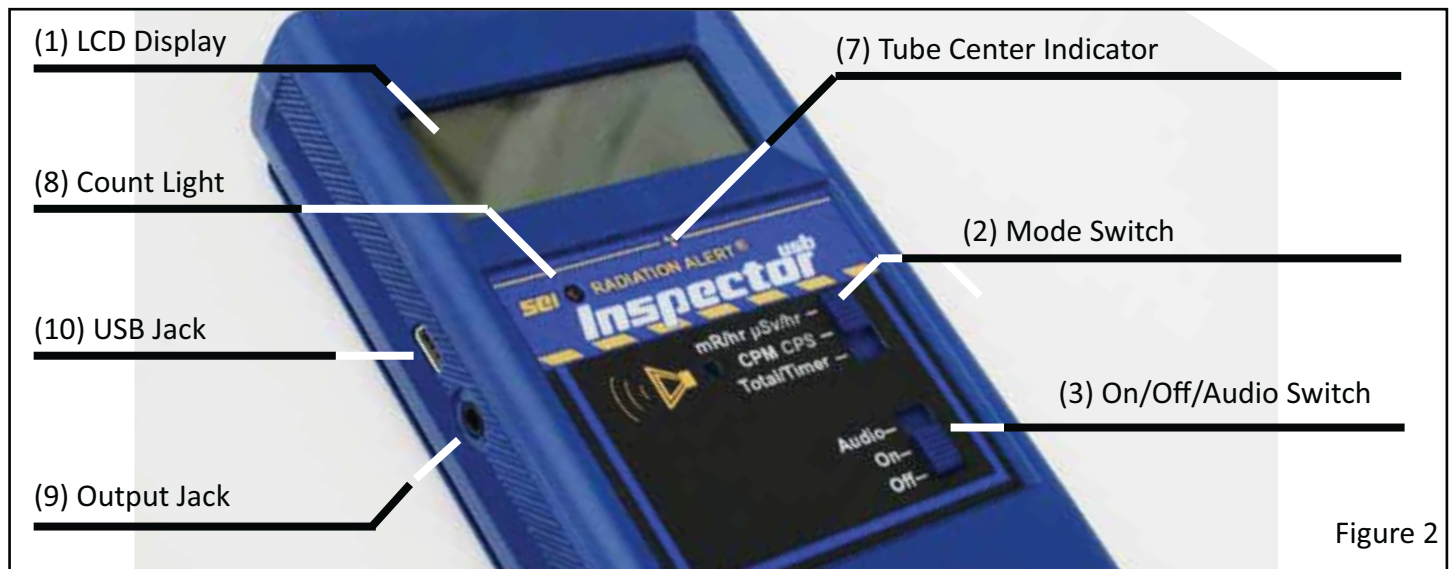 (1) LCD Display
(7) Tube Center Indicator
(8) Count Light
(2) Mode Switch
(10) USB Jack
(3) On/Off/Audio Switch
(9) Output Jack
Figure 2
SEI RADIATION ALERT®
Inspector usb
mR/hr µSv/hr
CPM CPS
Total/Timer
Audio
On
Off